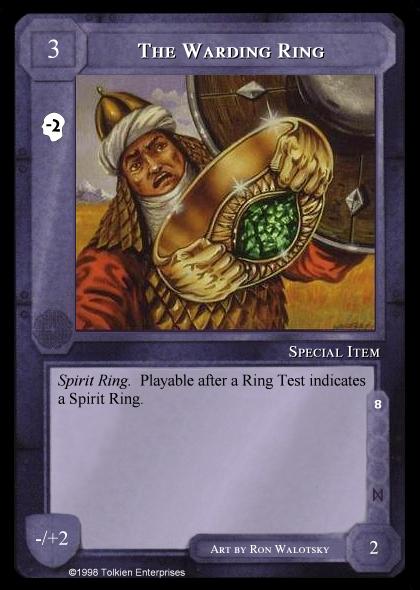 3
THE WARDING RING
-2
SPECIAL ITEM
Spirit Ring. Playable after a Ring Test indicates
a Spirit Ring.
8
-/+2
ART BY RON WALOTSKY
2
©1998 Tolkien Enterprises